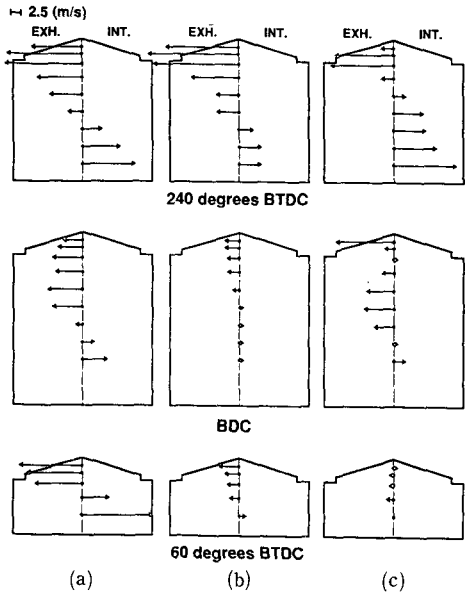 2.5 (m/s)
EXH. INT. EXH. INT. EXH. INT.
240 degrees BTDC
BDC
60 degrees BTDC
(a) (b) (c)